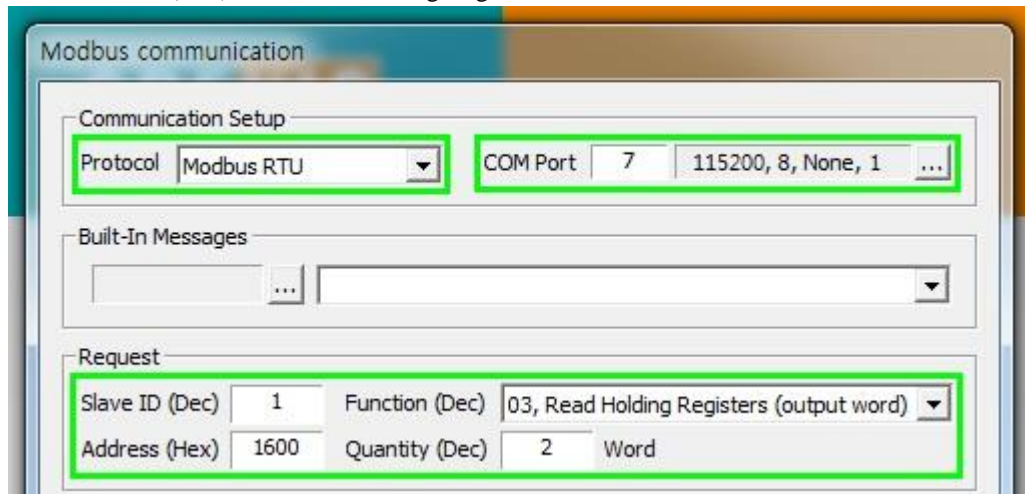 Modbus communication
Communication Setup
Protocol Modbus RTU COM Port 7 115200, 8, None, 1 ...
Built-In Messages
...
Request
Slave ID (Dec) 1 Function (Dec) 03, Read Holding Registers (output word)
Address (Hex) 1600 Quantity (Dec) 2 Word